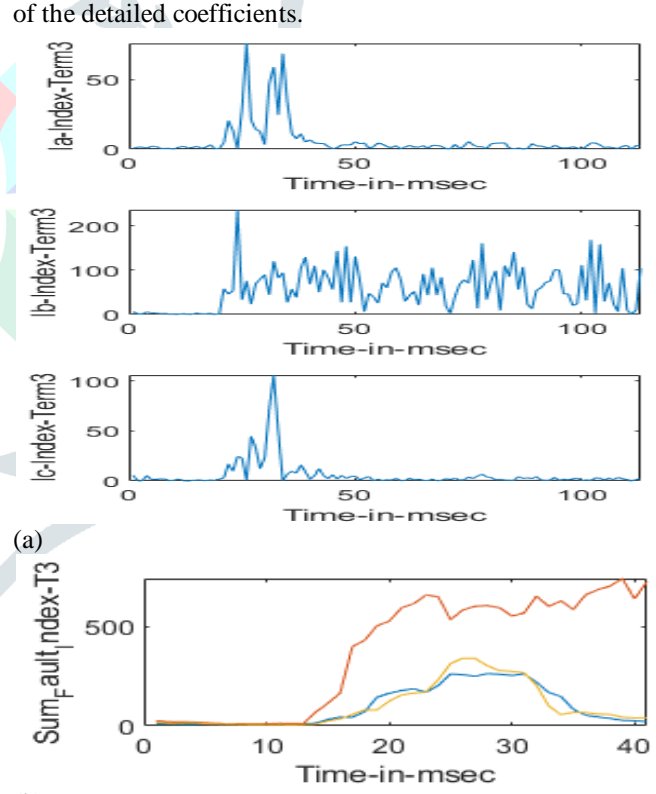 of the detailed coefficients.
Ia-Index-Term3
50
0
0 50 100
Time-in-msec
Ib-Index-Term3
200
100
0
0 50 100
Time-in-msec
Ic-Index-Term3
100
50
0
0 50 100
Time-in-msec
(a)
Sum_Fault_Index-T3
500
0
0 10 20 30 40
Time-in-msec